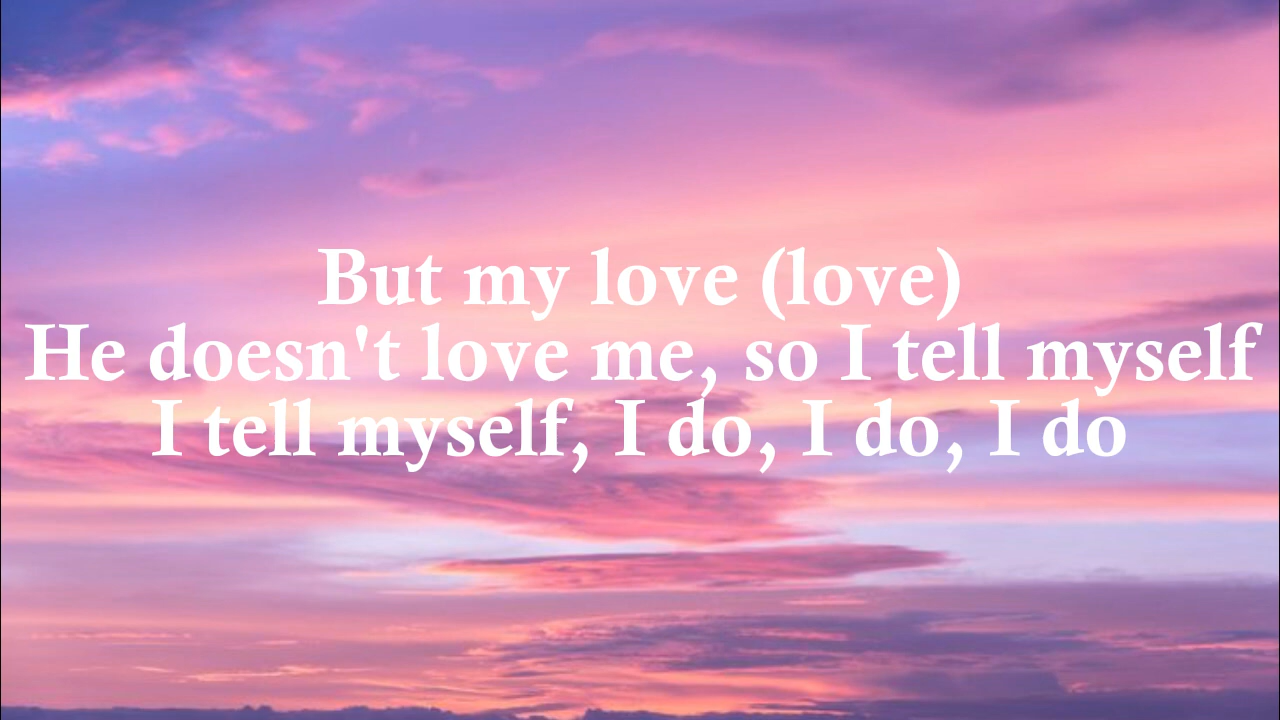 But my love (love)
He doesn't love me, so I tell myself
I tell myself, I do, I do, I do